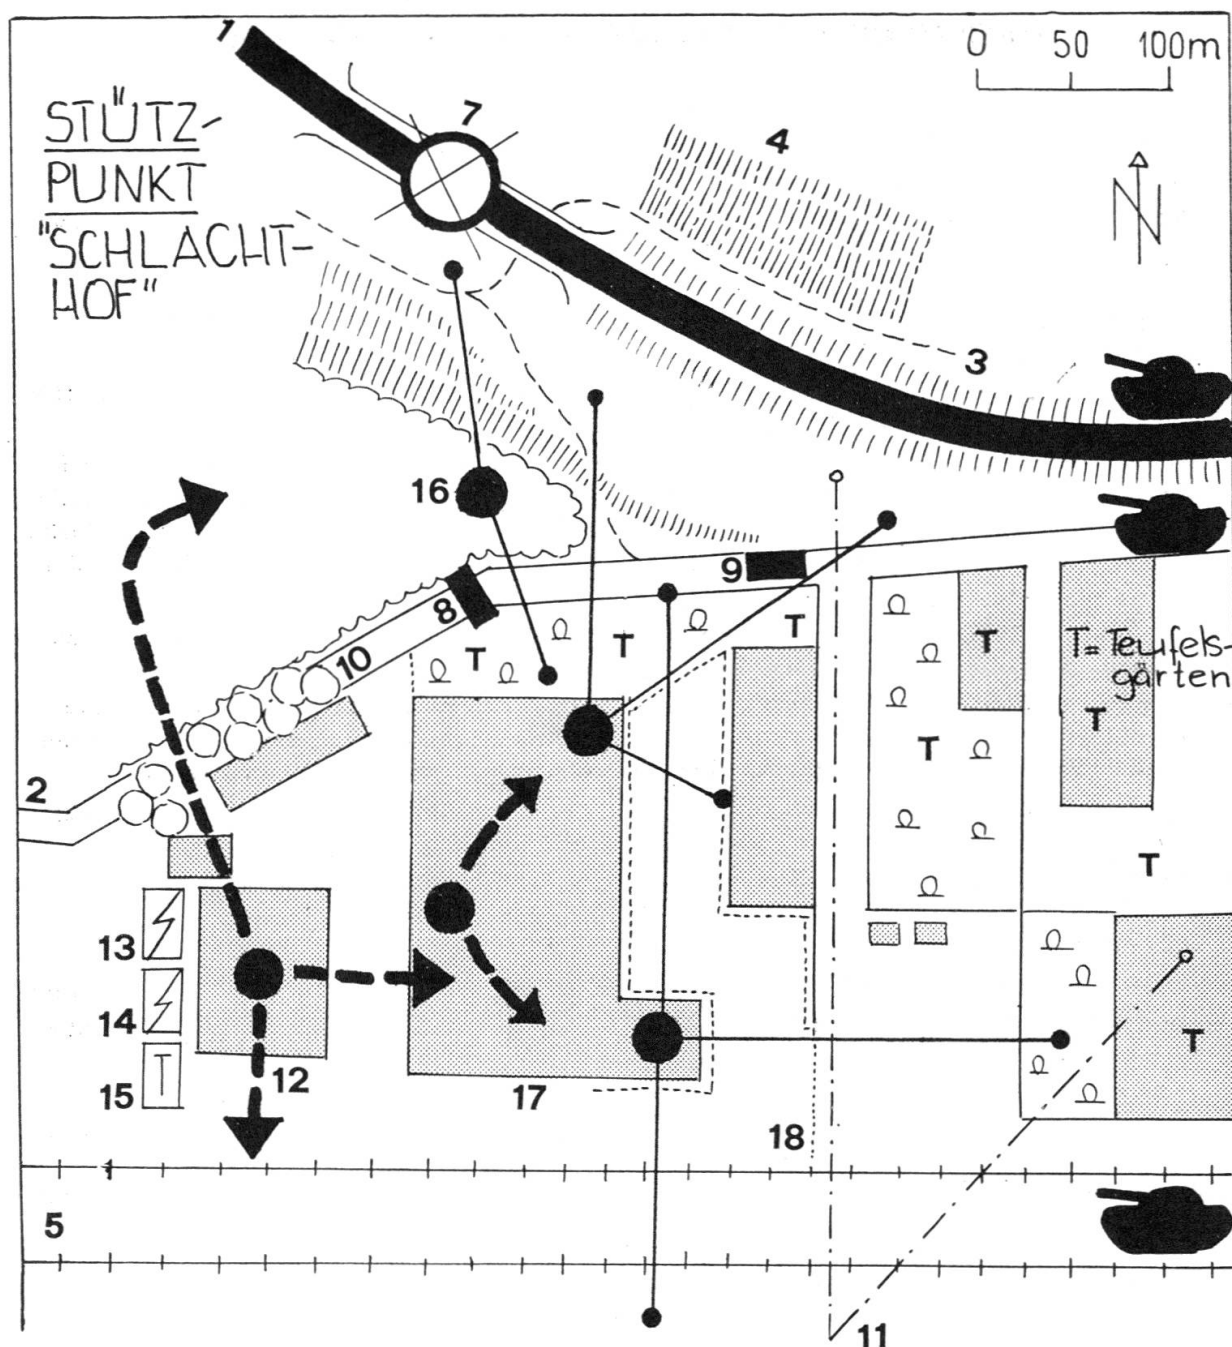 1
0 50 100m
7
STÜTZ-
PUNKT
"SCHLACHT-
HOF"
4
N
3
16
9
8
T
T
T
T
T=Teufels-
gärten
10
T
T
2
T
13
14
T
15
T
12
17
18
5
11